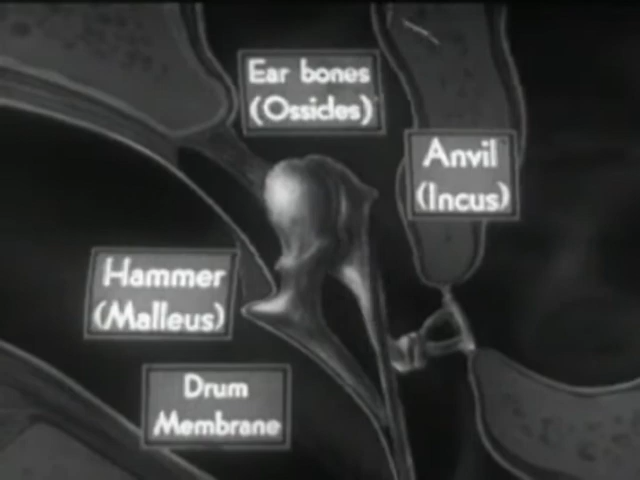 Ear bones
(Ossicles)
Anvil
(Incus)
Hammer
(Malleus)
Drum
Membrane